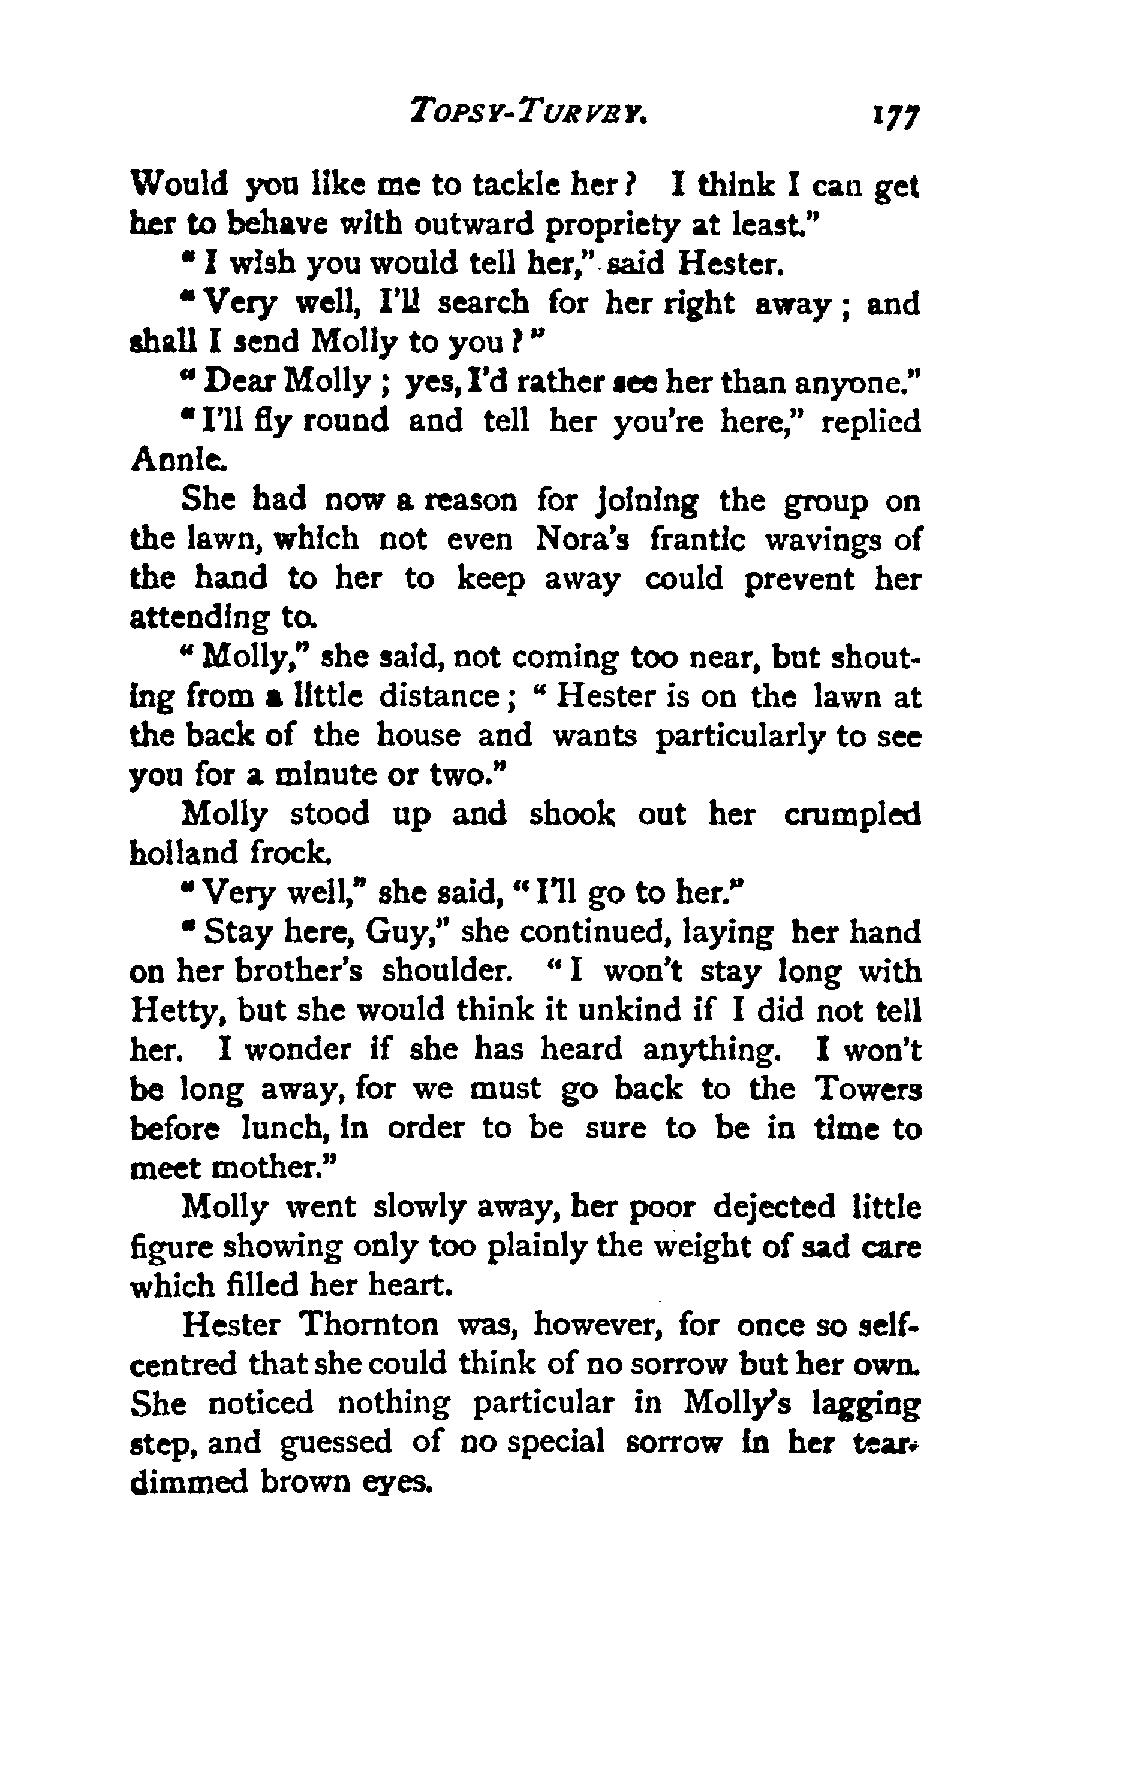 TOPSY-TURVEY. 177
Would you like me to tackle her? I think I can get
her to behave with outward propriety at least."
"I wish you would tell her," said Hester.
"Very well, I'll search for her right away; and
shall I send Molly to you?"
"Dear Molly; yes, I'd rather see her than anyone."
"I'll fly round and tell her you're here," replied
Annie.
She had now a reason for joining the group on
the lawn, which not even Nora's frantic wavings of
the hand to her to keep away could prevent her
attending to.
"Molly," she said, not coming too near, but shout-
ing from a little distance; "Hester is on the lawn at
the back of the house and wants particularly to see
you for a minute or two."
Molly stood up and shook out her crumpled
holland frock.
"Very well," she said, "I'll go to her."
"Stay here, Guy," she continued, laying her hand
on her brother's shoulder. "I won't stay long with
Hetty, but she would think it unkind if I did not tell
her. I wonder if she has heard anything. I won't
be long away, for we must go back to the Towers
before lunch, in order to be sure to be in time to
meet mother."
Molly went slowly away, her poor dejected little
figure showing only too plainly the weight of sad care
which filled her heart.
Hester Thornton was, however, for once so self-
centred that she could think of no sorrow but her own.
She noticed nothing particular in Molly's lagging
step, and guessed of no special sorrow in her tear-
dimmed brown eyes.